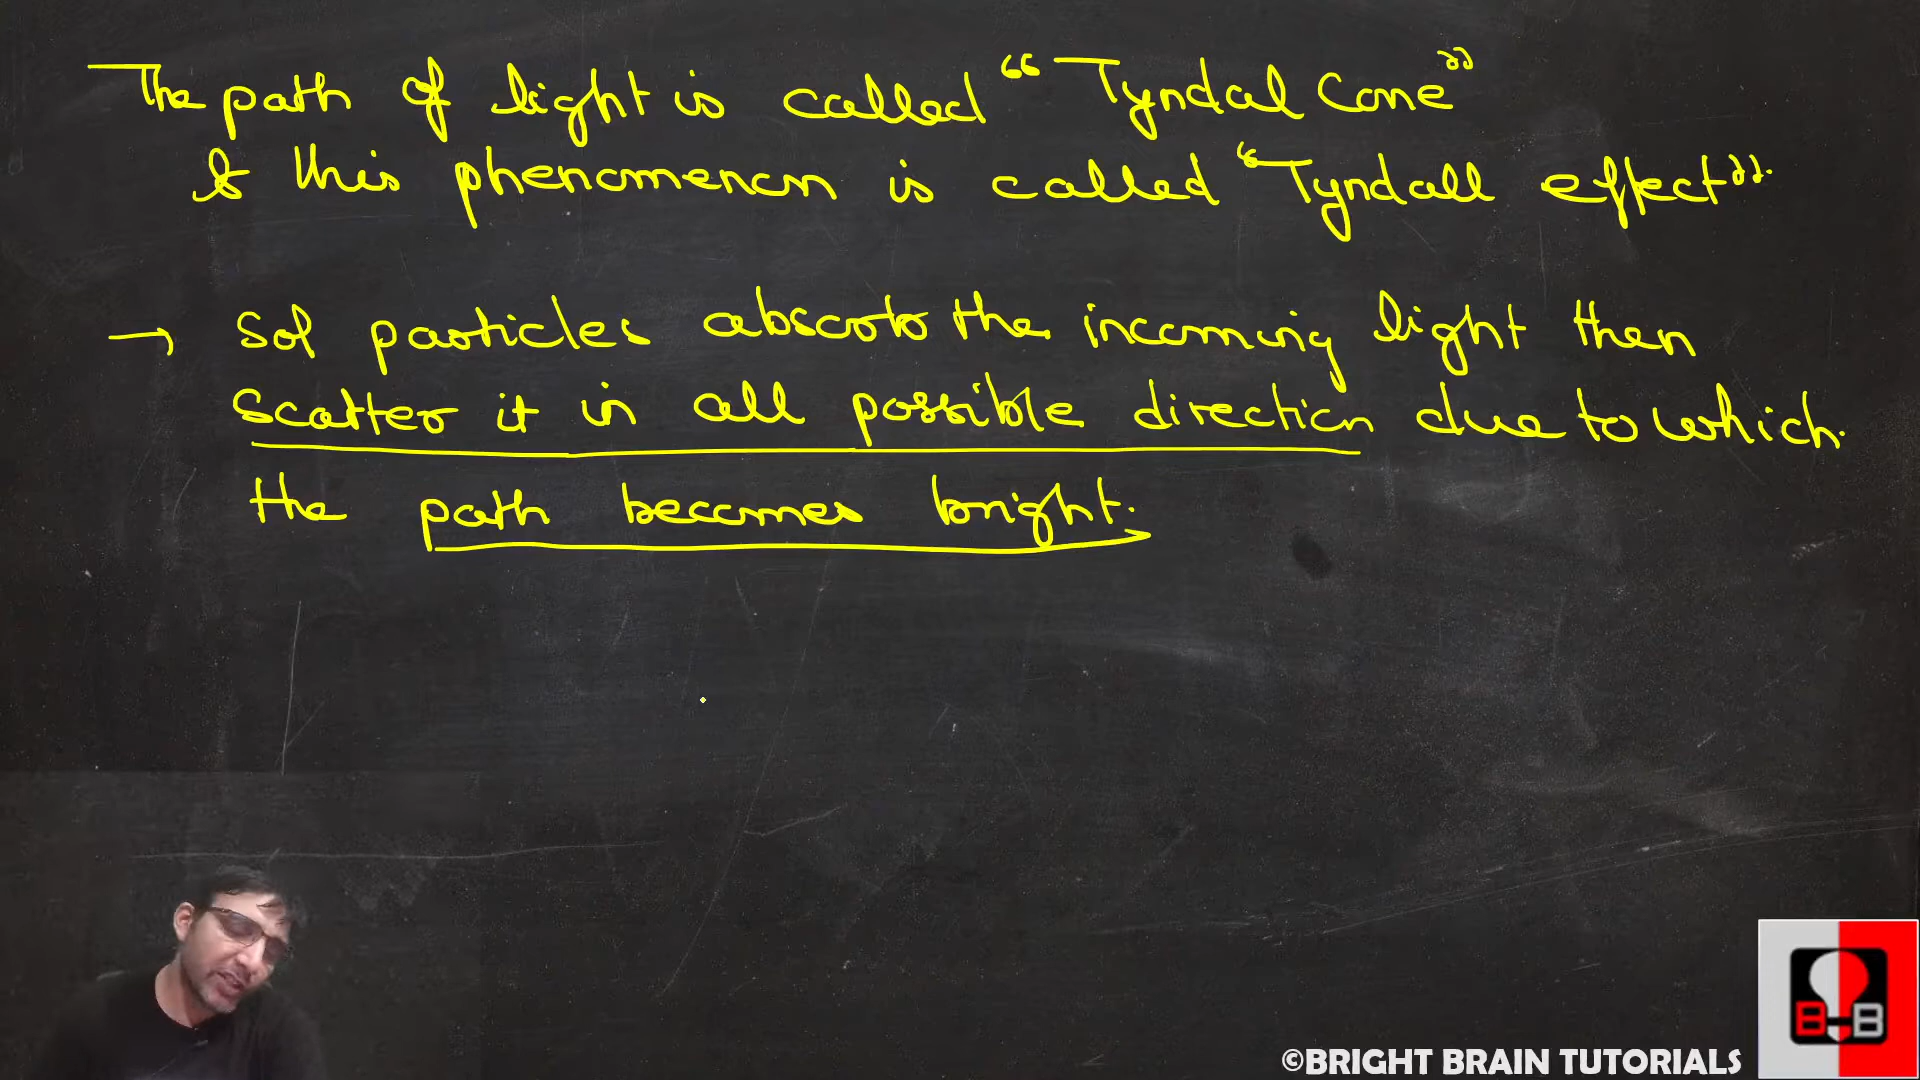 The path of light is called “Tyndal Cone”
& this phenomenon is called “Tyndall effect”.
→ Sol particles absorb the incoming light then
scatter it in all possible direction due to which
the path becomes bright.
B B
©BRIGHT BRAIN TUTORIALS